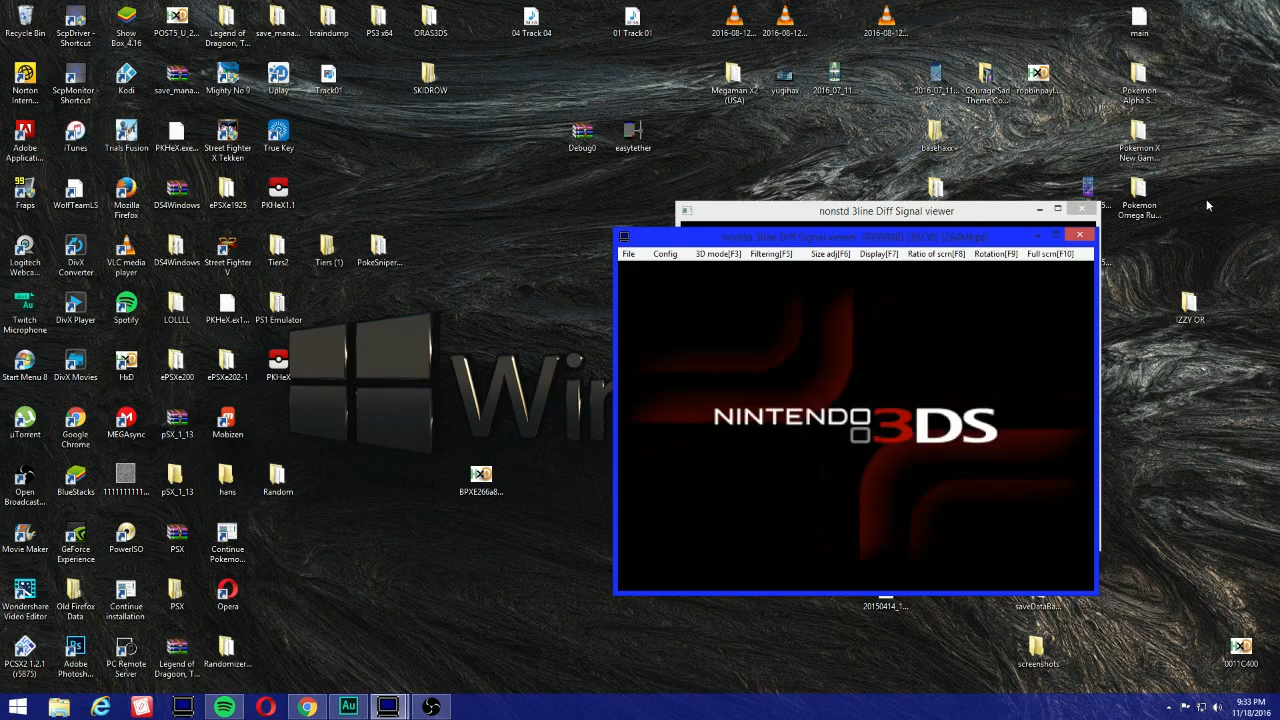 Recycle Bin
ScpDriver -
Shortcut
Show
Box_4.16
POST5_U_2...
Legend of
Dragoon, T...
save_mana...
braindump
PS3 x64
ORAS3DS
04 Track 04
01 Track 01
2016-08-12...
2016-08-12...
2016-08-12...
main
Norton
Intern...
ScpMonitor -
Shortcut
Kodi
save_mana...
Mighty No 9
Uplay
Track01
SKIDROW
Megaman X2
(USA)
yugihax
2016_07_11...
2016_07_11...
Courage Sad
Theme Co...
ropbinpayl...
Pokemon
Alpha S...
Adobe
Applicati...
iTunes
Trials Fusion
PKHeX.exe...
Street Fighter
X Tekken
True Key
Debug0
easytether
basehaxx
Pokemon X
New Gam...
Fraps
WolfTeamLS
Mozilla
Firefox
DS4Windows
ePSXe1925
PKHeX1.1
Pokemon
Omega Ru...
nonstd 3line Diff Signal viewer
Logitech
Webca...
DivX
Converter
VLC media
player
DS4Windows
Street Fighter
V
Tiers2
Tiers (1)
PokeSniper...
File Config 3D mode[F3] Filtering[F5] Size adj[F6] Display[F7] Ratio of scrn[F8] Rotation[F9] Full scrn[F10]
Twitch
Microphone
DivX Player
Spotify
LOLLLL
PKHeX.ex1...
PS1 Emulator
IZZY OR
Start Menu 8
DivX Movies
HxD
ePSXe200
ePSXe202-1
PKHeX
Win
NINTENDO 3DS
µTorrent
Google
Chrome
MEGAsync
pSX_1_13
Mobizen
Open
Broadcast...
BlueStacks
1111111111...
pSX_1_13
hans
Random
BPXE266a8...
Movie Maker
GeForce
Experience
PowerISO
PSX
Continue
Pokemo...
Wondershare
Video Editor
Old Firefox
Data
Continue
installation
PSX
Opera
20150414_1...
saveDataBa...
PCSX2 1.2.1
(r5875)
Adobe
Photosh...
PC Remote
Server
Legend of
Dragoon, T...
Randomizer...
screenshots
0011C400
Au
9:33 PM
11/18/2016